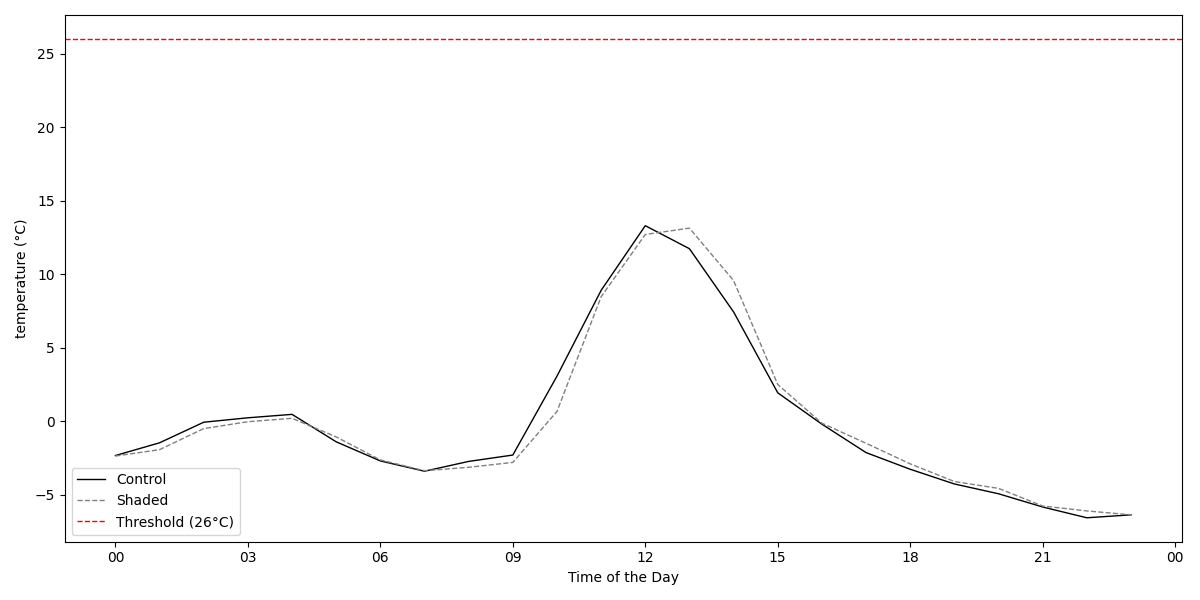 25
20
15
10
5
0
−5
temperature (°C)
Control
Shaded
Threshold (26°C)
00 03 06 09 12 15 18 21 00
Time of the Day